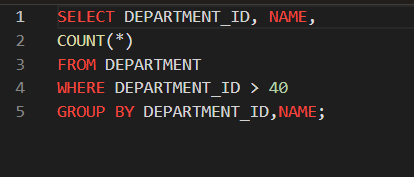 1 SELECT DEPARTMENT_ID, NAME,
2 COUNT(*)
3 FROM DEPARTMENT
4 WHERE DEPARTMENT_ID > 40
5 GROUP BY DEPARTMENT_ID,NAME;